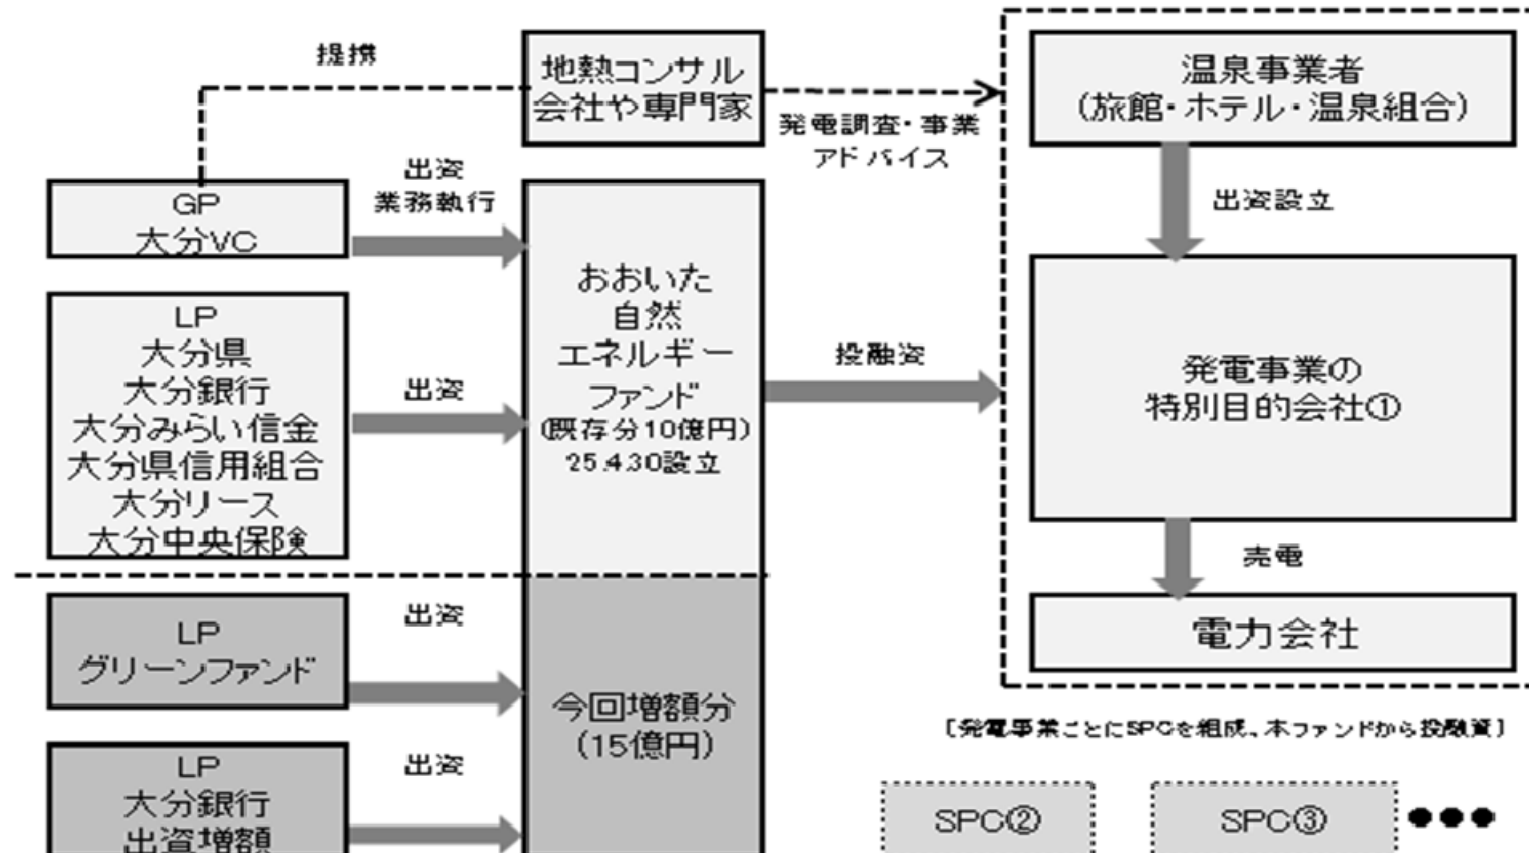 提携
地熱コンサル
会社や専門家
発電調査・事業
アドバイス
温泉事業者
(旅館・ホテル・温泉組合)
出資設立
GP
大分VC
出資
業務執行
LP
大分県
大分銀行
大分みらい信金
大分県信用組合
大分リース
大分中央保険
出資
おおいた
自然
エネルギー
ファンド
(既存分10億円)
25.4.30設立
投融資
発電事業の
特別目的会社①
売電
電力会社
LP
グリーンファンド
出資
今回増額分
(15億円)
LP
大分銀行
出資増額
出資
[発電事業ごとにSPCを組成、本ファンドから投融資]
SPC②
SPC③
●●●